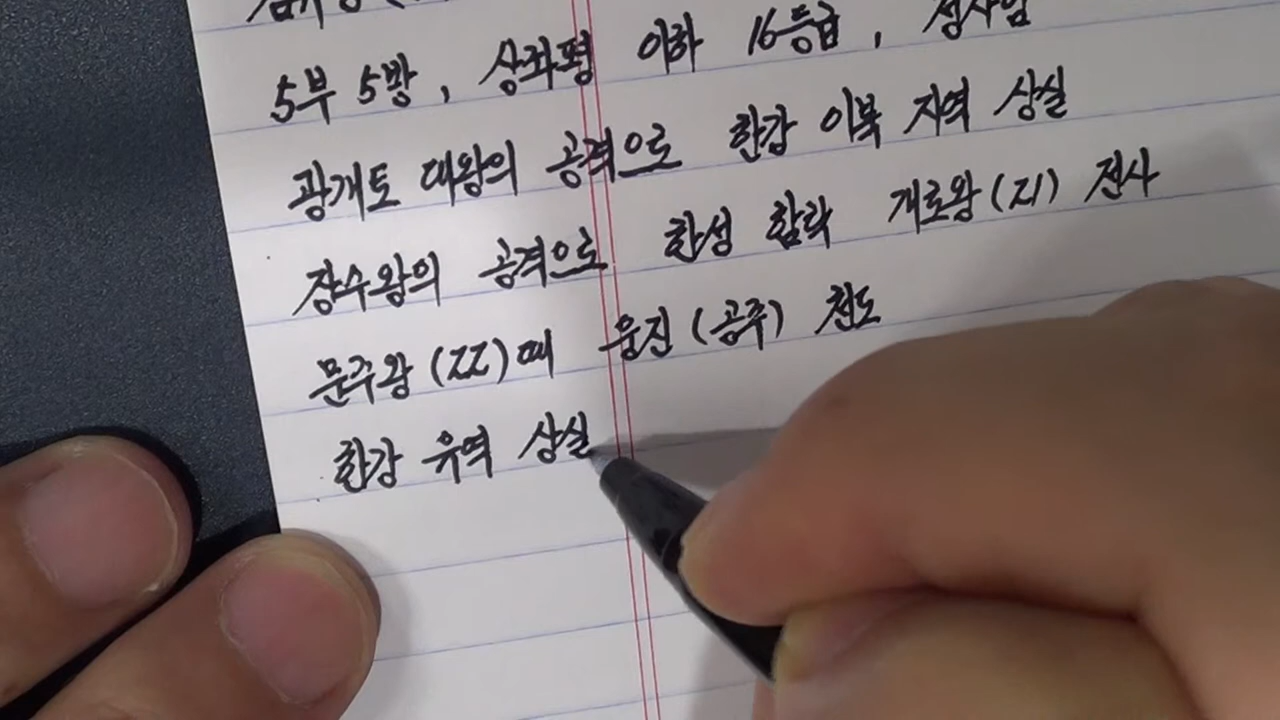 5부 5방, 상좌평 이하 16등급, 정사암
광개토 대왕의 공격으로 한강 이북 지역 상실
장수왕의 공격으로 한성 함락 개로왕(21) 전사
문주왕(22)때 웅진(공주) 천도
한강 유역 상실